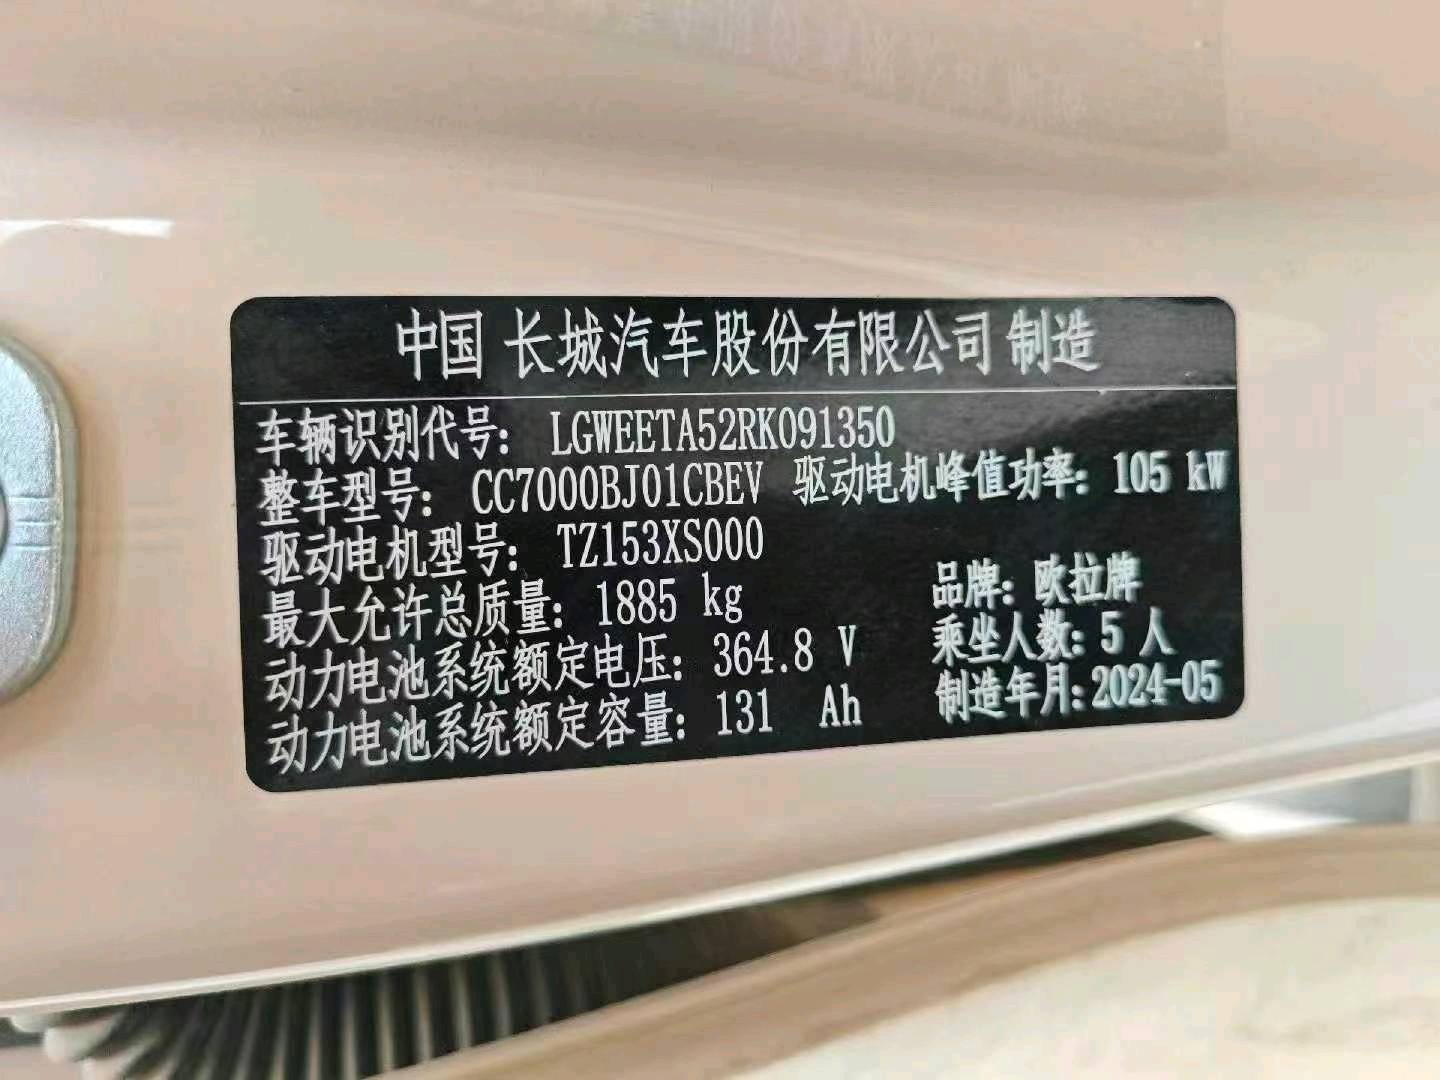 中国 长城汽车股份有限公司 制造
车辆识别代号: LGWEETA52RK091350
整车型号: CC7000BJ01CBEV 驱动电机峰值功率: 105 kW
驱动电机型号: TZ153XS000
最大允许总质量: 1885 kg 品牌: 欧拉牌
动力电池系统额定电压: 364.8 V 乘坐人数: 5 人
动力电池系统额定容量: 131 Ah 制造年月: 2024-05